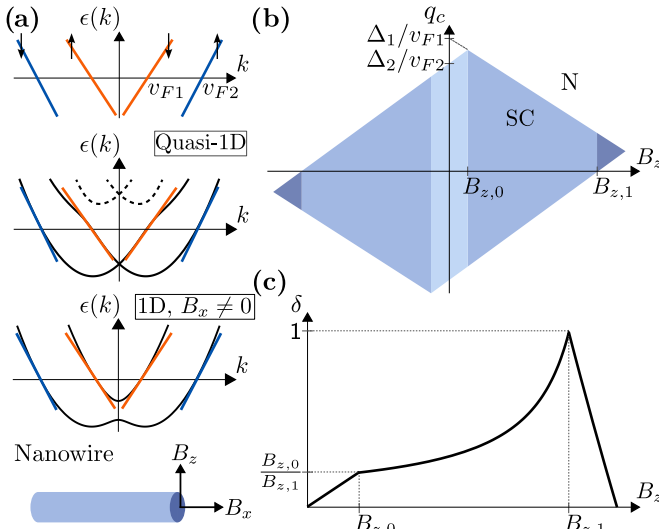 (a)
ϵ(k)
k
v_{F1}
v_{F2}
ϵ(k)
Quasi-1D
k
ϵ(k)
1D, B_x ≠ 0
k
Nanowire
B_z
B_x
(b)
q_c
Δ_1/v_{F1}
Δ_2/v_{F2}
N
SC
B_z
B_{z,0}
B_{z,1}
(c)
δ
1
B_{z,0}/B_{z,1}
B_z
B_{z,0}
B_{z,1}